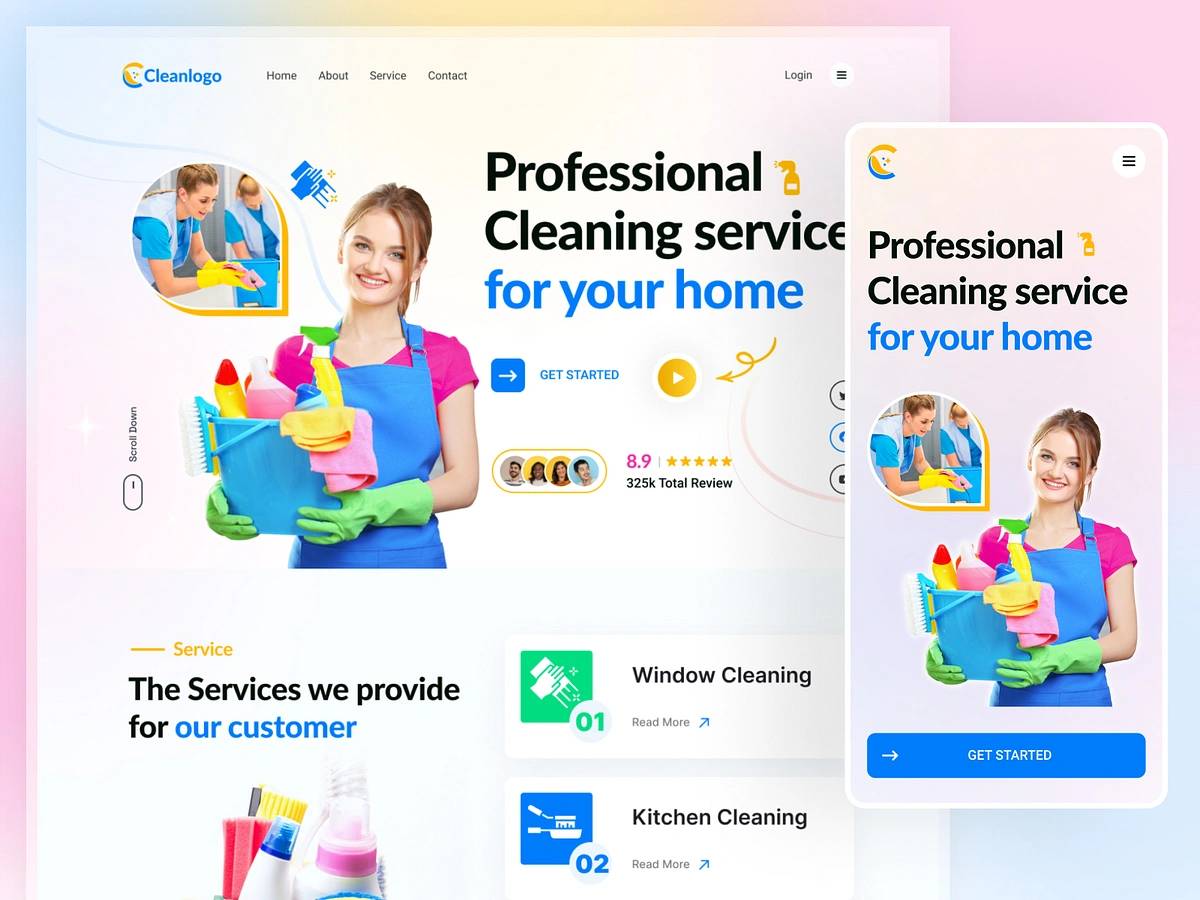 Cleanlogo
Home About Service Contact
Login
Professional
Cleaning service
for your home
GET STARTED
8.9
325k Total Review
Scroll Down
Service
The Services we provide
for our customer
Window Cleaning
01
Read More
Kitchen Cleaning
02
Read More
Professional
Cleaning service
for your home
GET STARTED